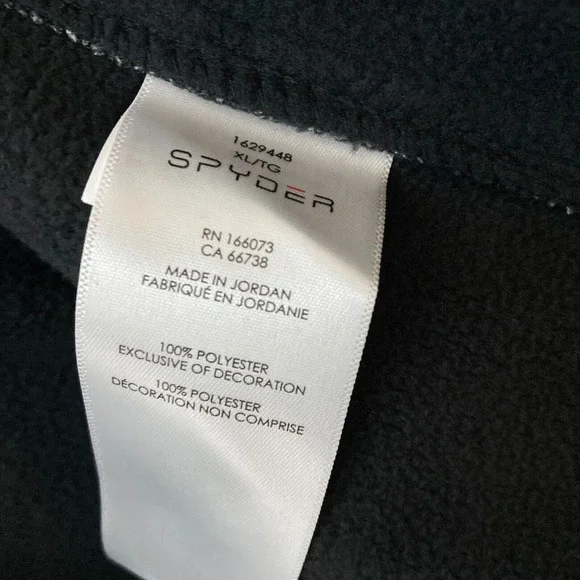 1629448
XL/TG
SPYDER
RN 166073
CA 66738
MADE IN JORDAN
FABRIQUÉ EN JORDANIE
100% POLYESTER
EXCLUSIVE OF DECORATION
100% POLYESTER
DÉCORATION NON COMPRISE